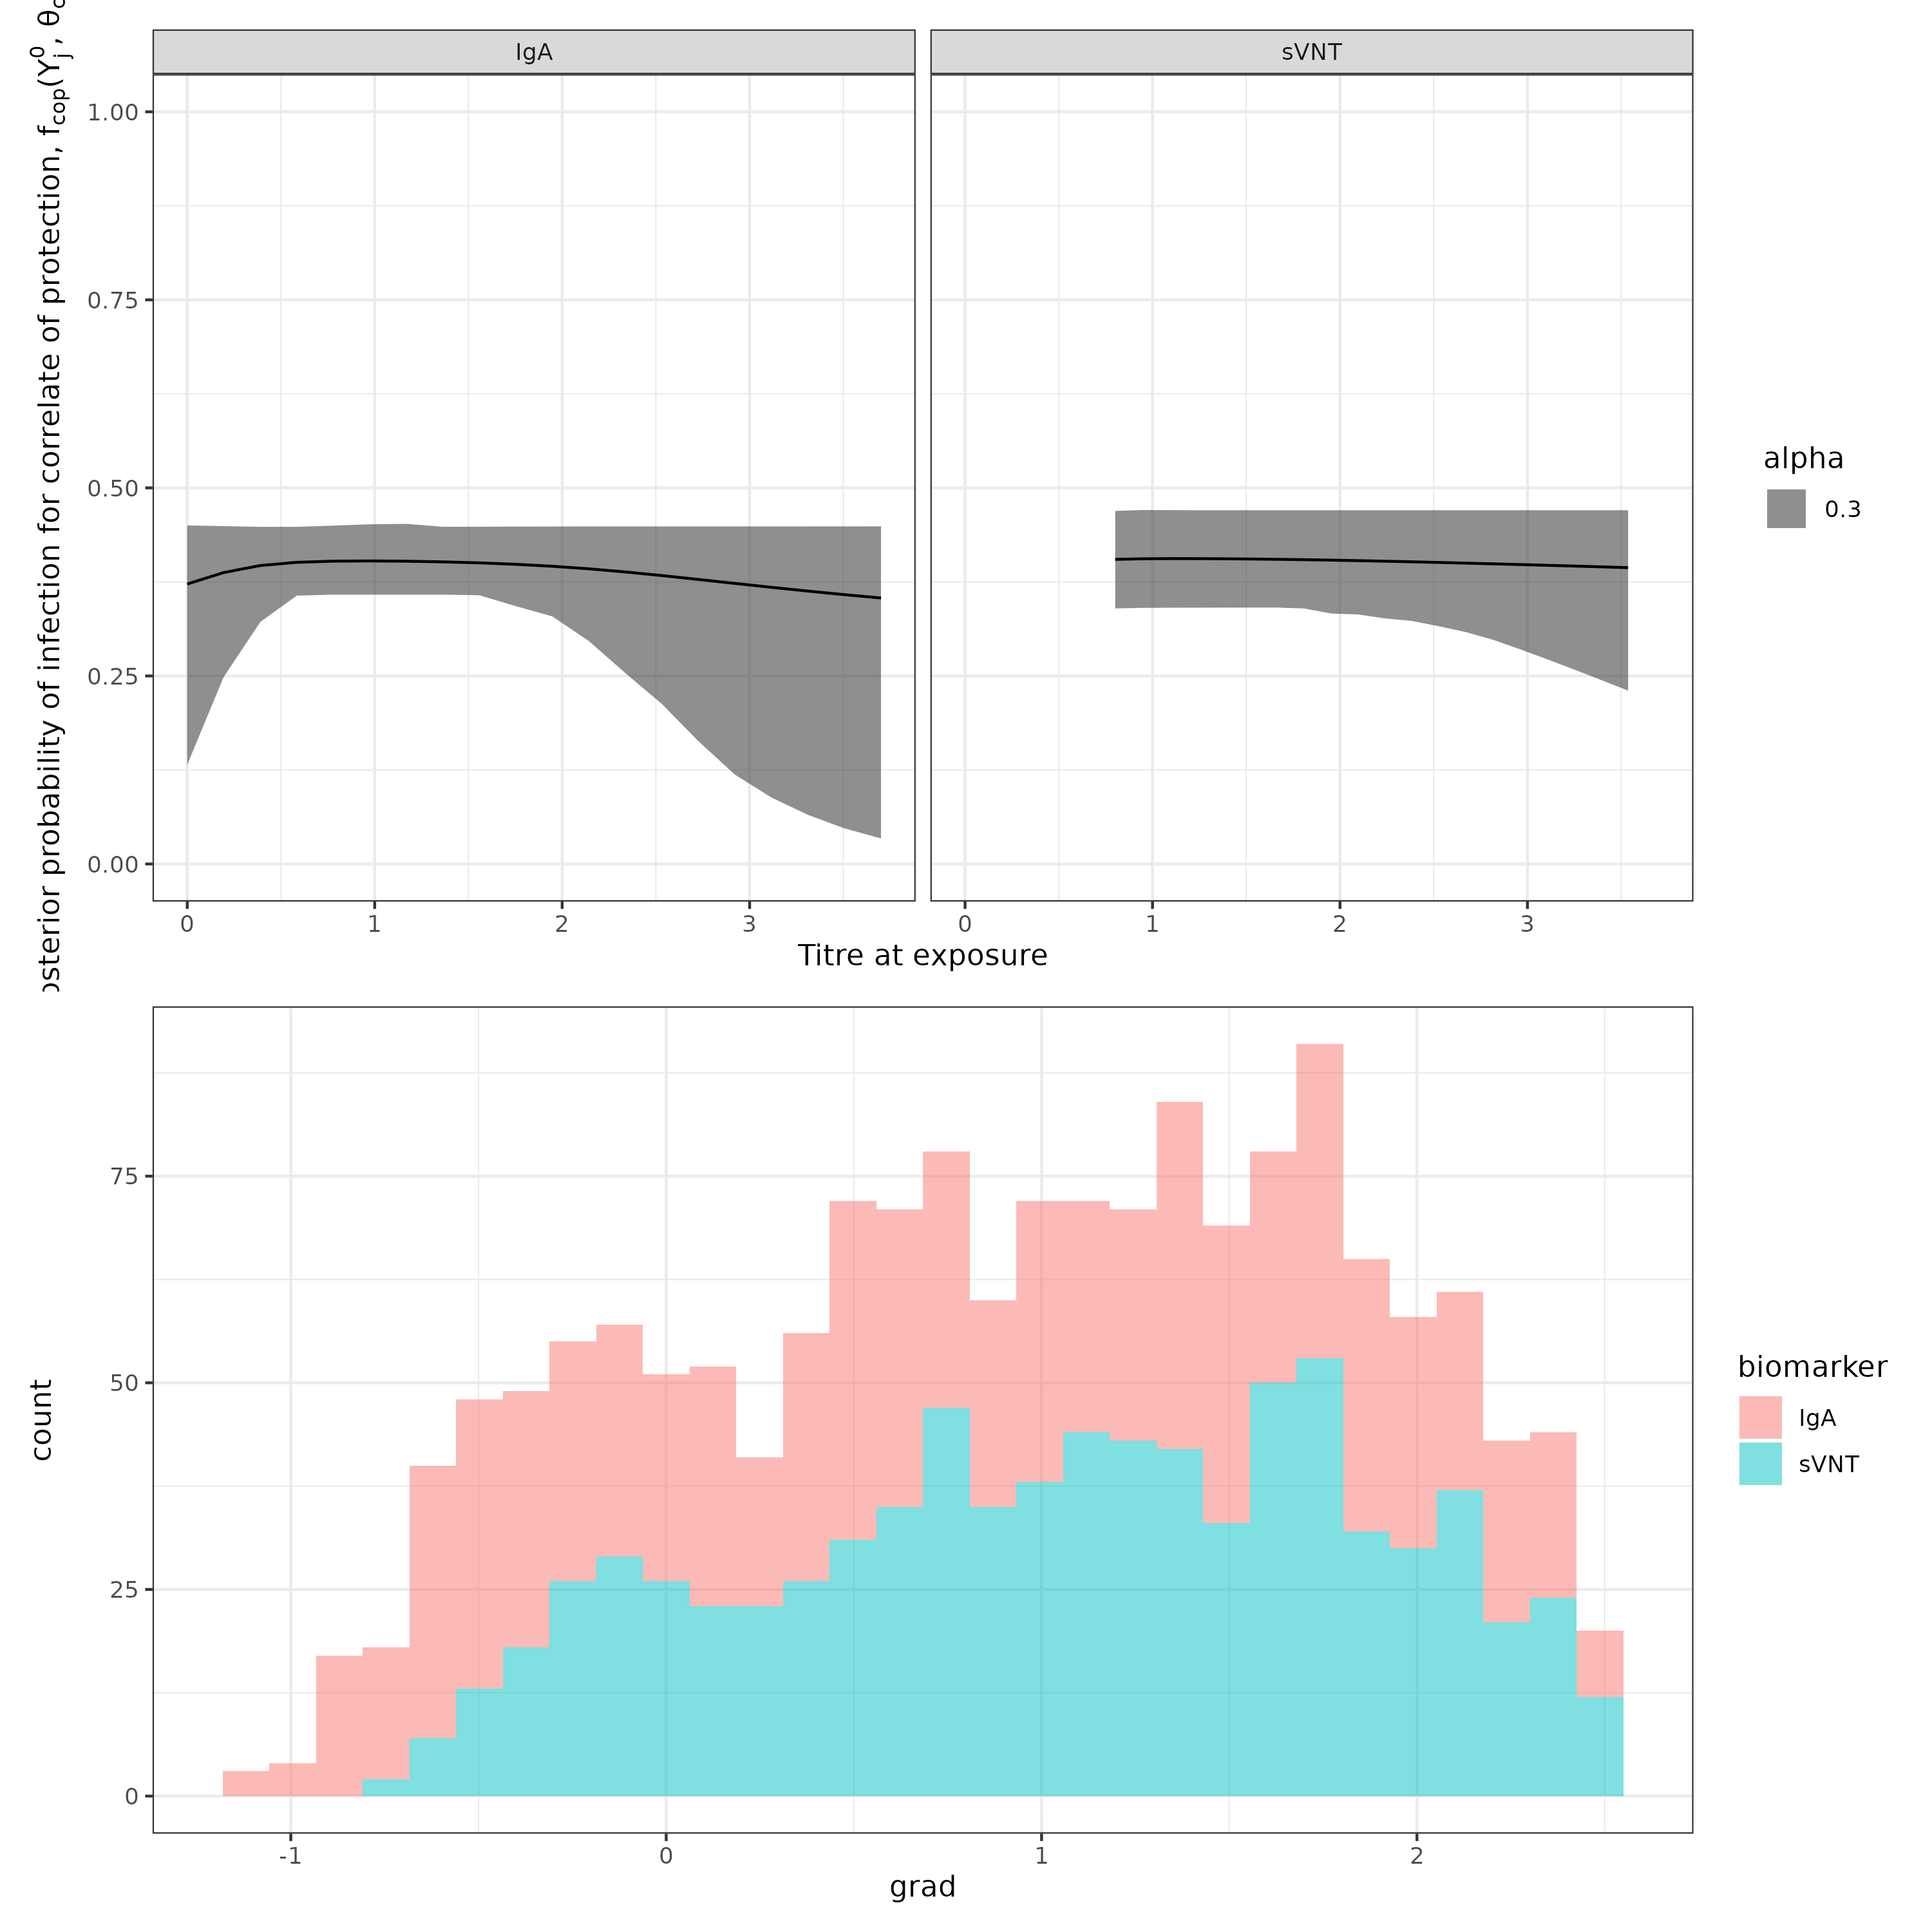 IgA
sVNT
osterior probability of infection for correlate of protection, f_cop(Y_j^0, θ_c
1.00
0.75
0.50
0.25
0.00
0
1
2
3
0
1
2
3
Titre at exposure
alpha
0.3
count
75
50
25
0
-1
0
1
2
grad
biomarker
IgA
sVNT